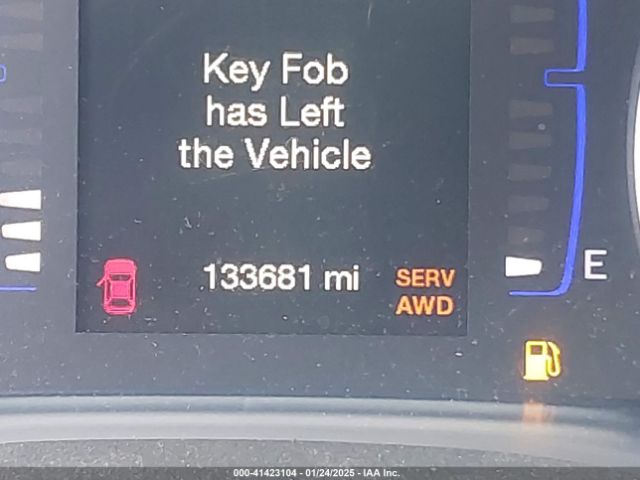 Key Fob
has Left
the Vehicle
133681 mi
SERV
AWD
E
000-41423104 - 01/24/2025 - IAA Inc.